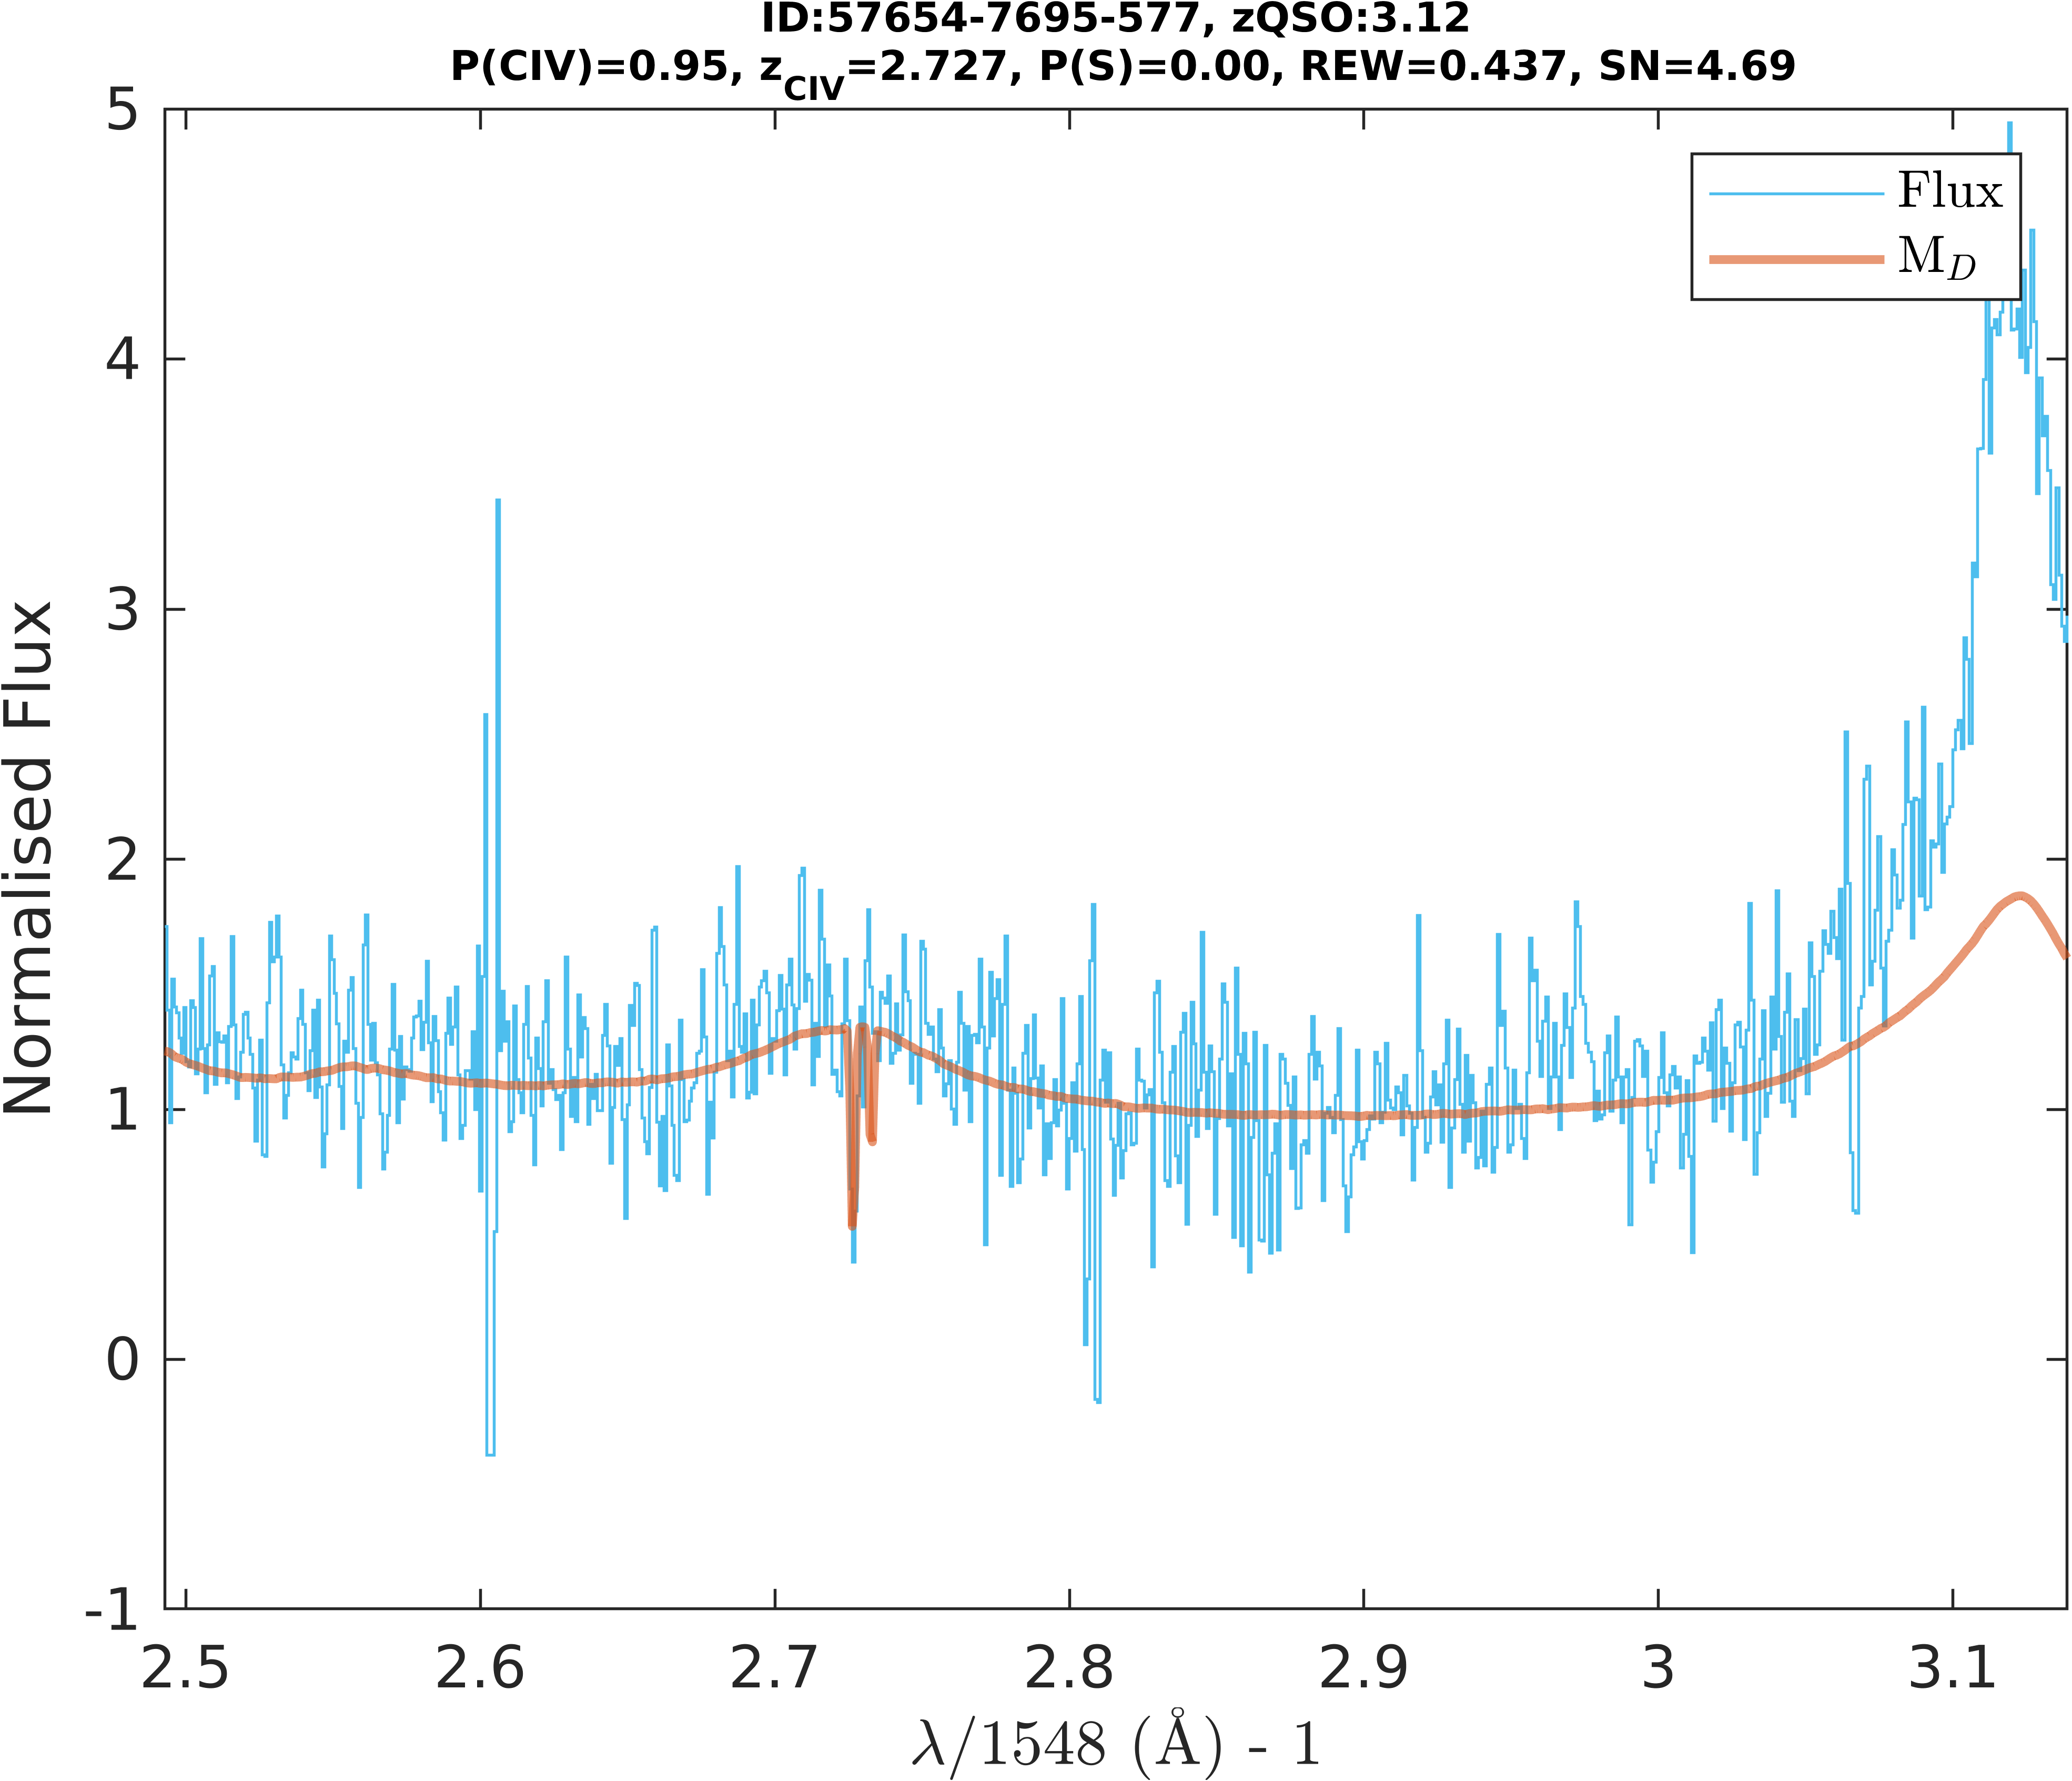 ID:57654-7695-577, zQSO:3.12
P(CIV)=0.95, zCIV=2.727, P(S)=0.00, REW=0.437, SN=4.69
Flux
MD
5
4
3
2
1
0
-1
Normalised Flux
2.5 2.6 2.7 2.8 2.9 3 3.1
λ/1548 (Å) - 1